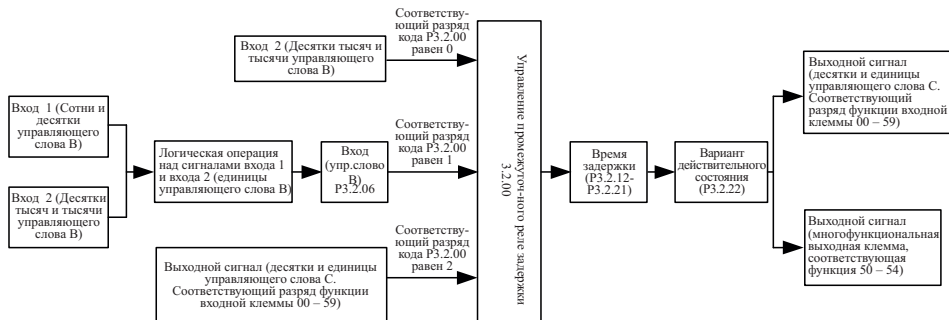 Соответству-
ющий разряд
кода P3.2.00
равен 0
Вход 2 (Десятки тысяч и
тысячи управляющего
слова B)
Вход 1 (Сотни и
десятки
управляющего
слова B)
Вход 2 (Десятки
тысяч и тысячи
управляющего
слова B)
Логическая операция
над сигналами входа 1
и входа 2 (единицы
управляющего слова B)
Вход
(упр.слово
B)
P3.2.06
Соответству-
ющий разряд
кода P3.2.00
равен 1
Выходной сигнал (десятки и единицы
управляющего слова C.
Соответствующий разряд функции
входной клеммы 00 – 59)
Соответству-
ющий разряд
кода P3.2.00
равен 2
Управление промежуточ-ного реле задержки
3.2.00
Время
задержки
(P3.2.12-
P3.2.21)
Вариант
действительного
состояния
(P3.2.22)
Выходной сигнал
(десятки и единицы
управляющего слова C.
Соответствующий
разряд функции входной
клеммы 00 – 59)
Выходной сигнал
(многофункциональная
выходная клемма,
соответствующая
функция 50 – 54)